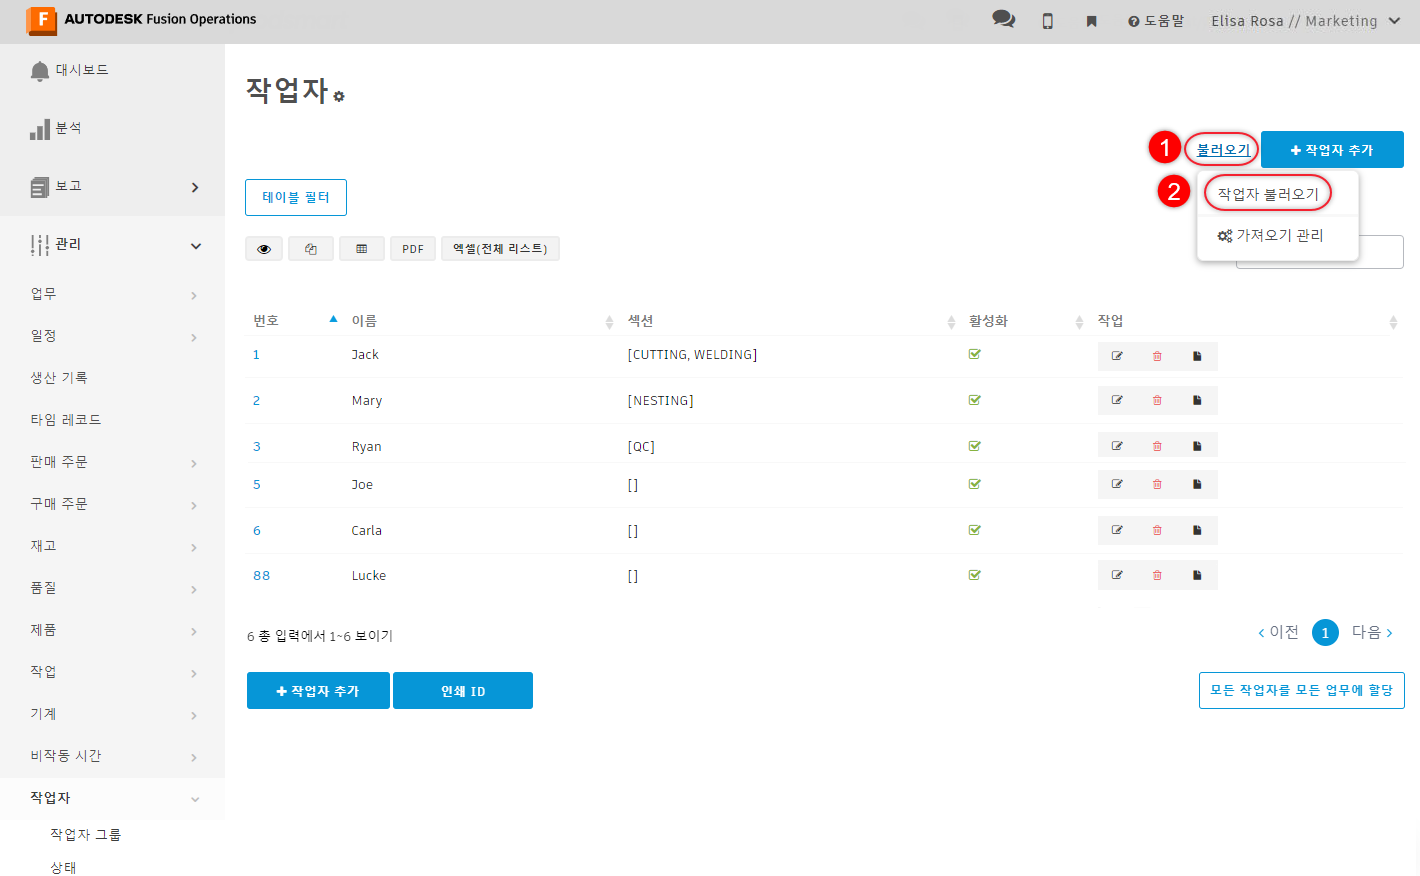 F AUTODESK Fusion Operations
도움말
Elisa Rosa // Marketing
대시보드
분석
보고
관리
업무
일정
생산 기록
타임 레코드
판매 주문
구매 주문
재고
품질
제품
작업
기계
비작동 시간
작업자
작업자 그룹
상태
작업자
1 불러오기 작업자 추가
2 작업자 불러오기
가져오기 관리
테이블 필터
PDF 엑셀(전체 리스트)
번호 이름 섹션 활성화 작업
1 Jack [CUTTING, WELDING]
2 Mary [NESTING]
3 Ryan [QC]
5 Joe []
6 Carla []
88 Lucke []
6 총 입력에서 1~6 보이기
이전 1 다음
작업자 추가 인쇄 ID
모든 작업자를 모든 업무에 할당